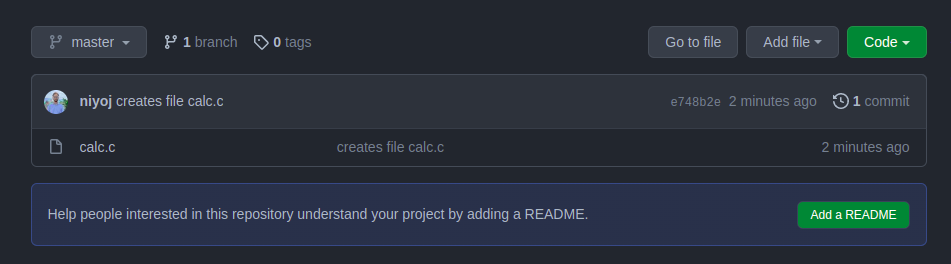 master 1 branch 0 tags Go to file Add file Code
niyoj creates file calc.c e748b2e 2 minutes ago 1 commit
calc.c creates file calc.c 2 minutes ago
Help people interested in this repository understand your project by adding a README. Add a README